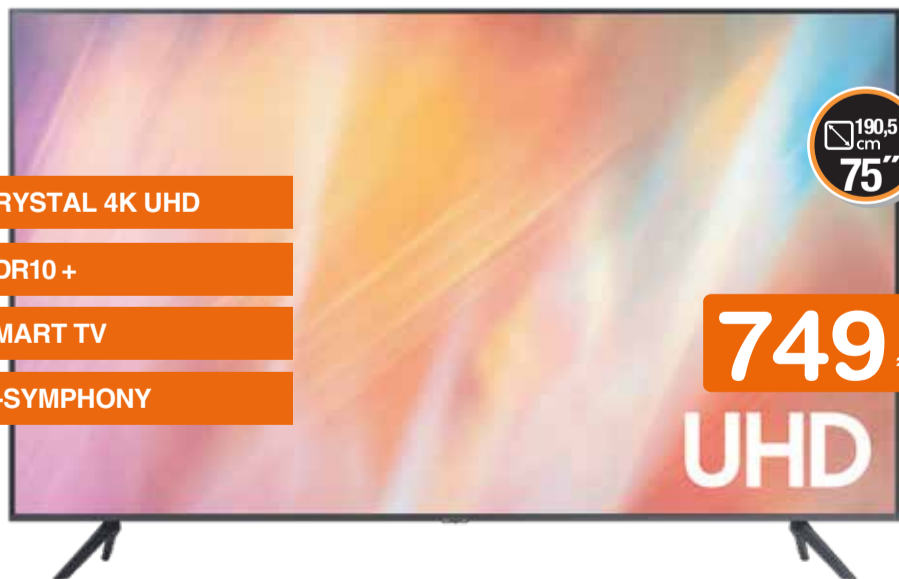 190,5
cm
75"
RYSTAL 4K UHD
DR10 +
MART TV
-SYMPHONY
749
UHD